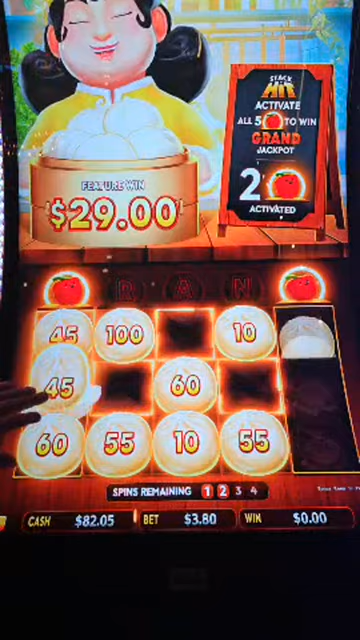 STACK
HIT
ACTIVATE
ALL 5 TO WIN
GRAND
JACKPOT
2
ACTIVATED
FEATURE WIN
$29.00
R A N
45 100 10
45 60
60 55 10 55
SPINS REMAINING 1 2 3 4
CASH $82.05 BET $3.80 WIN $0.00